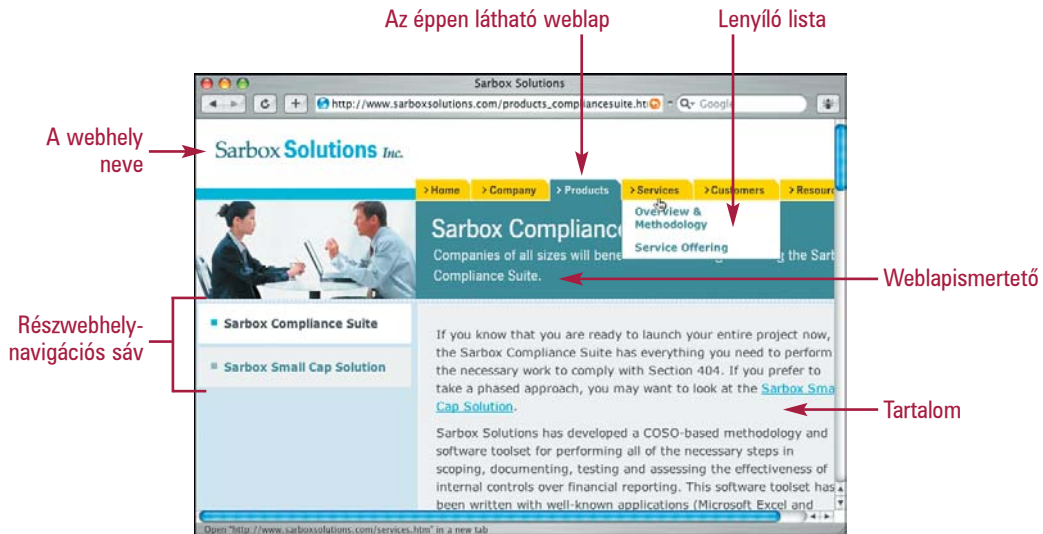 Az éppen látható weblap
Lenyíló lista
Sarbox Solutions
http://www.sarboxsolutions.com/products_compliancesuite.ht
Google
A webhely
neve
Sarbox Solutions Inc.
> Home
> Company
> Products
> Services
> Customers
> Resourc
Overview &
Methodology
Service Offering
Sarbox Complianc
Companies of all sizes will bene
the Sarb
Compliance Suite.
Weblapismertető
Részwebhely-
navigációs sáv
Sarbox Compliance Suite
Sarbox Small Cap Solution
If you know that you are ready to launch your entire project now,
the Sarbox Compliance Suite has everything you need to perform
the necessary work to comply with Section 404. If you prefer to
take a phased approach, you may want to look at the Sarbox Sma
Cap Solution.
Tartalom
Sarbox Solutions has developed a COSO-based methodology and
software toolset for performing all of the necessary steps in
scoping, documenting, testing and assessing the effectiveness of
internal controls over financial reporting. This software toolset has
been written with well-known applications (Microsoft Excel and
Open "http://www.sarboxsolutions.com/services.htm" in a new tab